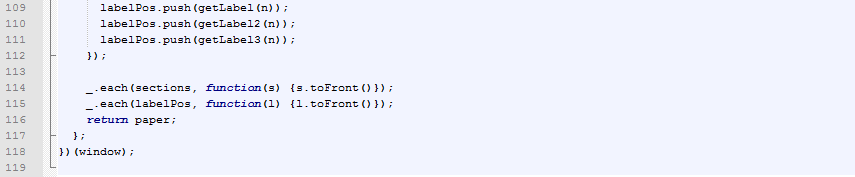 109 labelPos.push(getLabel(n));
110 labelPos.push(getLabel2(n));
111 labelPos.push(getLabel3(n));
112 });
113
114 _.each(sections, function(s) {s.toFront()});
115 _.each(labelPos, function(l) {l.toFront()});
116 return paper;
117 };
118 })(window);
119